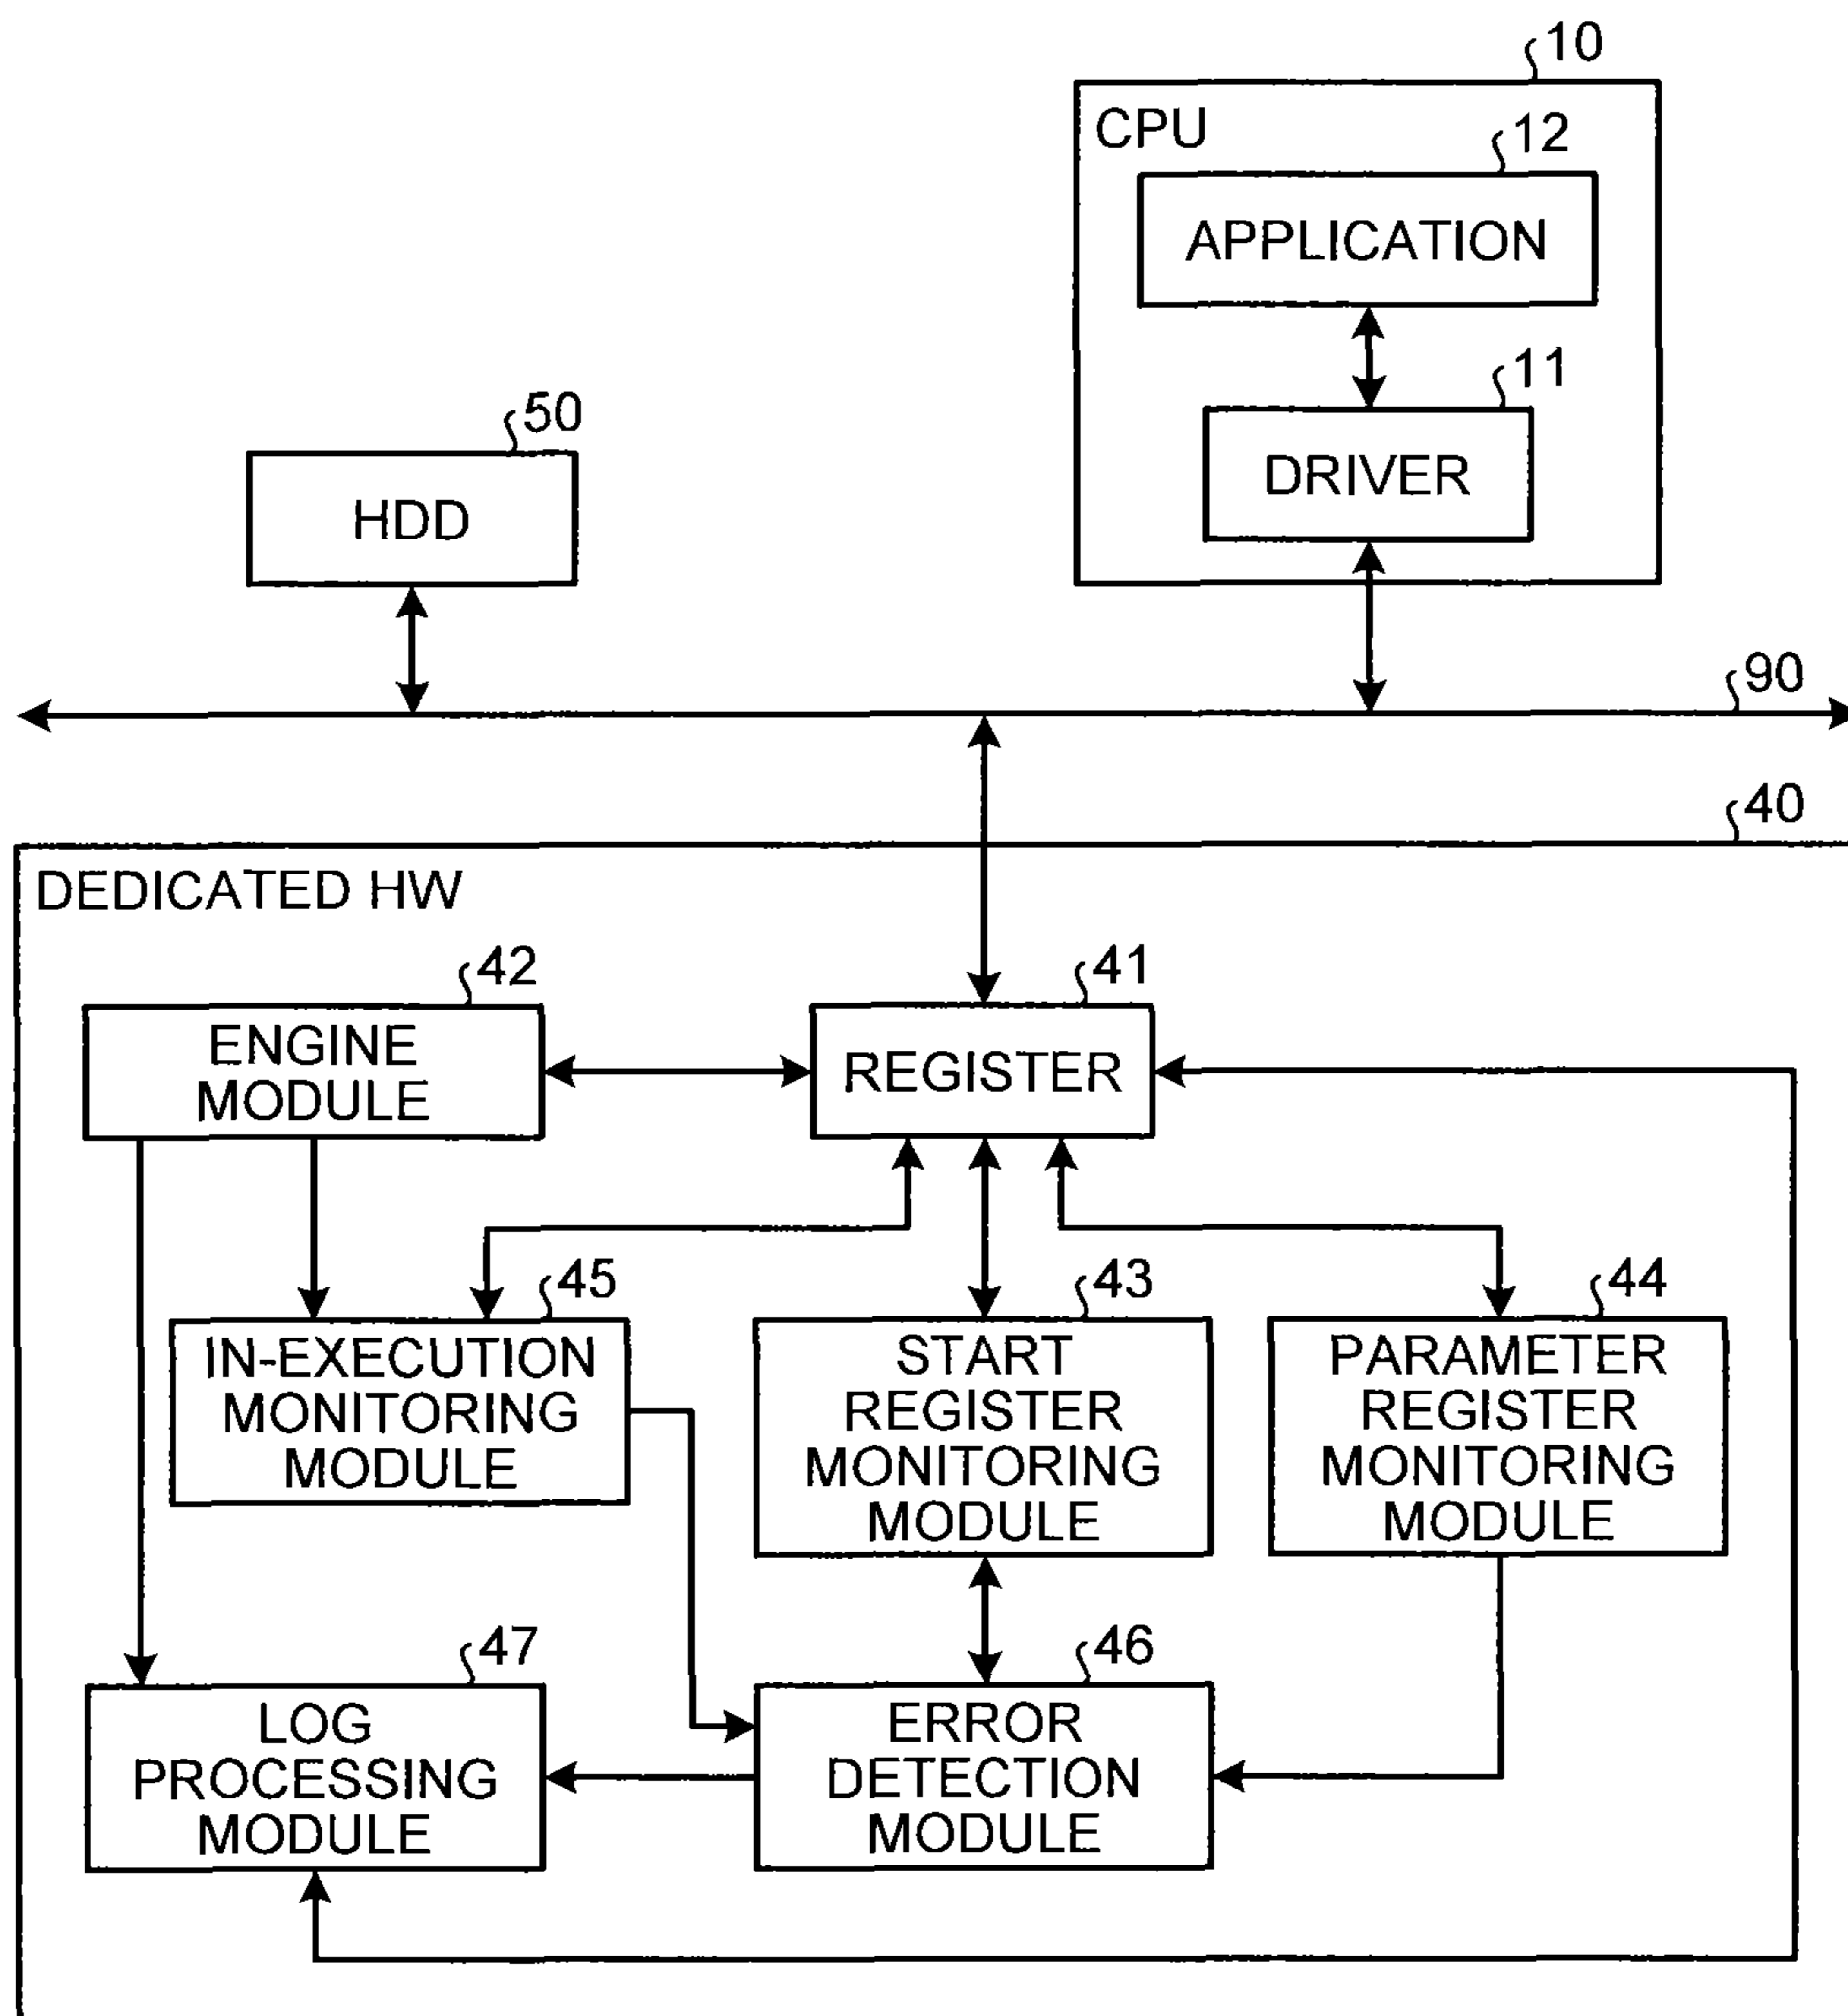 10
CPU
12
APPLICATION
11
DRIVER
50
HDD
90
40
DEDICATED HW
42
ENGINE
MODULE
41
REGISTER
45
IN-EXECUTION
MONITORING
MODULE
43
START
REGISTER
MONITORING
MODULE
44
PARAMETER
REGISTER
MONITORING
MODULE
47
LOG
PROCESSING
MODULE
46
ERROR
DETECTION
MODULE